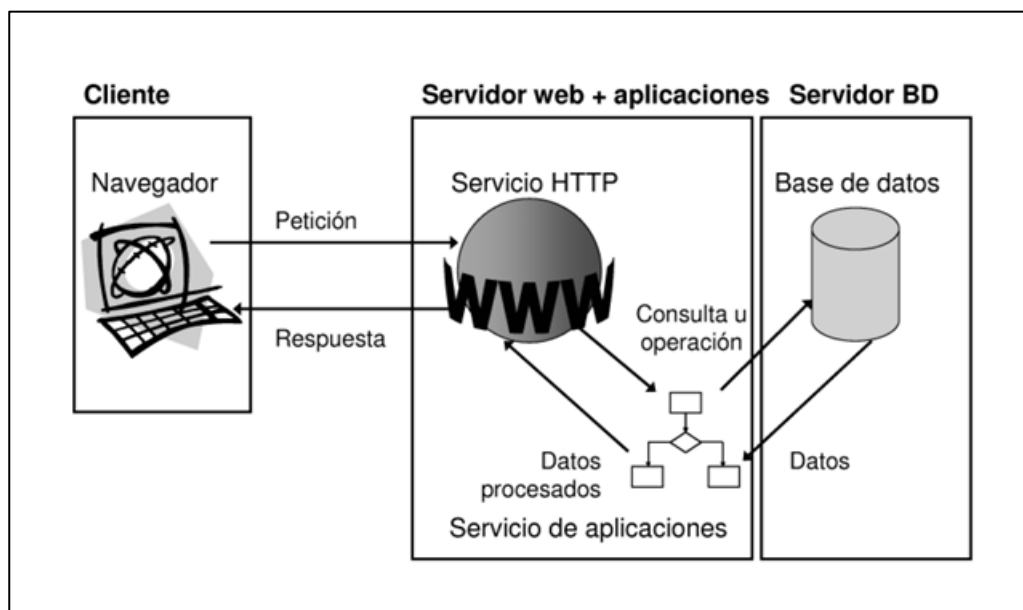 Cliente
Servidor web + aplicaciones
Servidor BD
Navegador
Servicio HTTP
Base de datos
Petición
WWW
Respuesta
Consulta u
operación
Datos
procesados
Datos
Servicio de aplicaciones